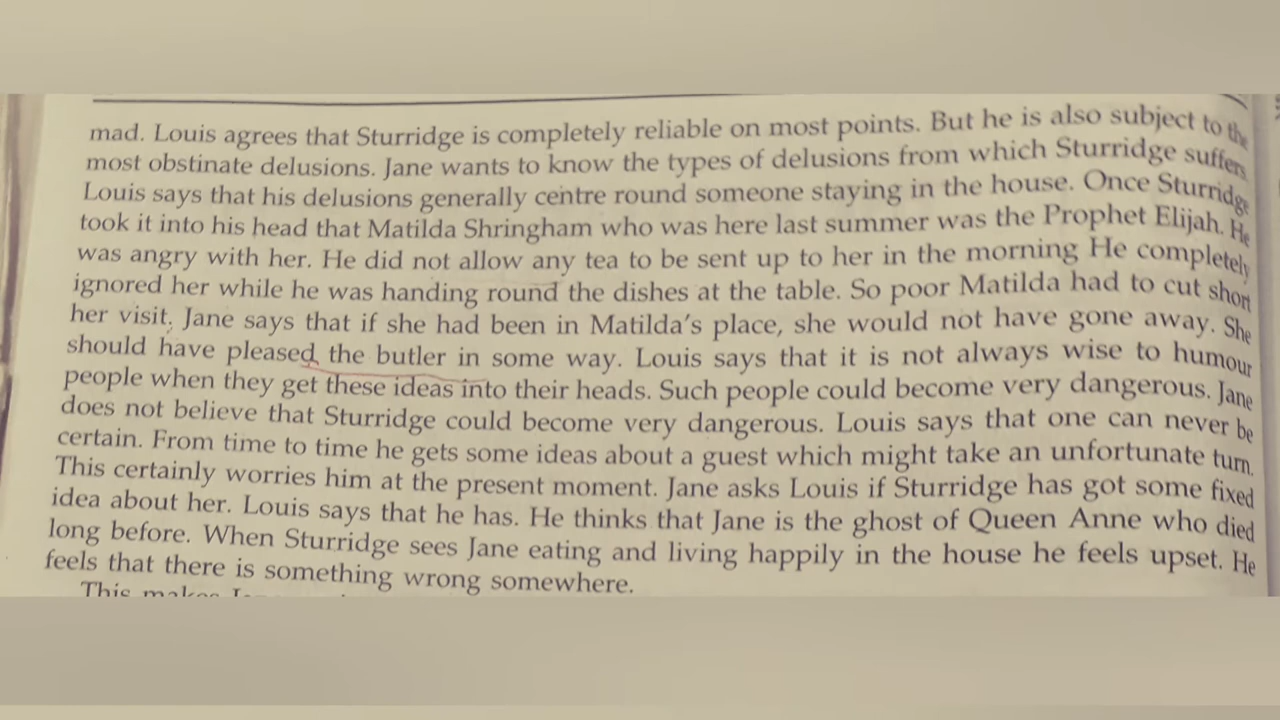 mad. Louis agrees that Sturridge is completely reliable on most points. But he is also subject to the
most obstinate delusions. Jane wants to know the types of delusions from which Sturridge suffers.
Louis says that his delusions generally centre round someone staying in the house. Once Sturridge
took it into his head that Matilda Shringham who was here last summer was the Prophet Elijah. He
was angry with her. He did not allow any tea to be sent up to her in the morning He completely
ignored her while he was handing round the dishes at the table. So poor Matilda had to cut short
her visit. Jane says that if she had been in Matilda's place, she would not have gone away. She
should have pleased the butler in some way. Louis says that it is not always wise to humour
people when they get these ideas into their heads. Such people could become very dangerous. Jane
does not believe that Sturridge could become very dangerous. Louis says that one can never be
certain. From time to time he gets some ideas about a guest which might take an unfortunate turn.
This certainly worries him at the present moment. Jane asks Louis if Sturridge has got some fixed
idea about her. Louis says that he has. He thinks that Jane is the ghost of Queen Anne who died
long before. When Sturridge sees Jane eating and living happily in the house he feels upset. He
feels that there is something wrong somewhere.
This makes